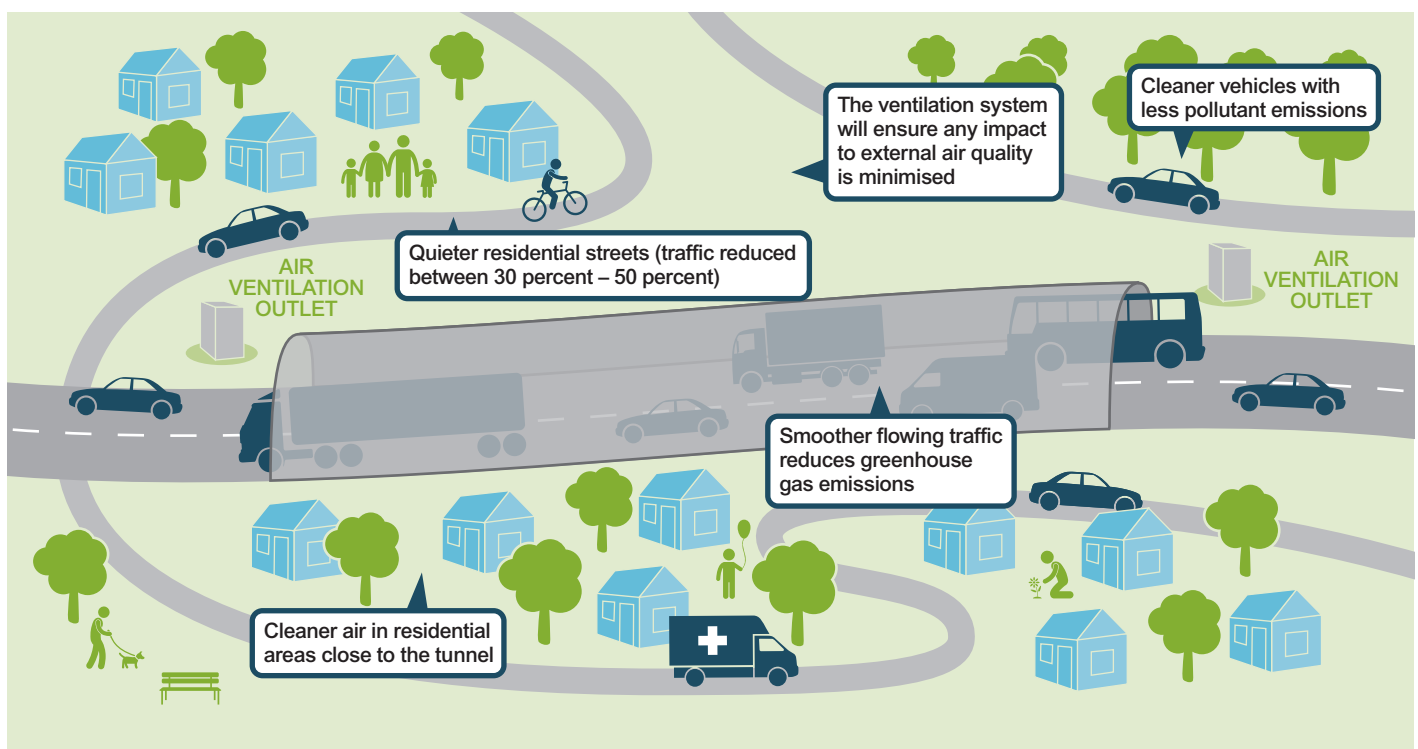 The ventilation system
will ensure any impact
to external air quality
is minimised
Cleaner vehicles with
less pollutant emissions
Quieter residential streets (traffic reduced
between 30 percent – 50 percent)
AIR
VENTILATION
OUTLET
AIR
VENTILATION
OUTLET
Smoother flowing traffic
reduces greenhouse
gas emissions
Cleaner air in residential
areas close to the tunnel